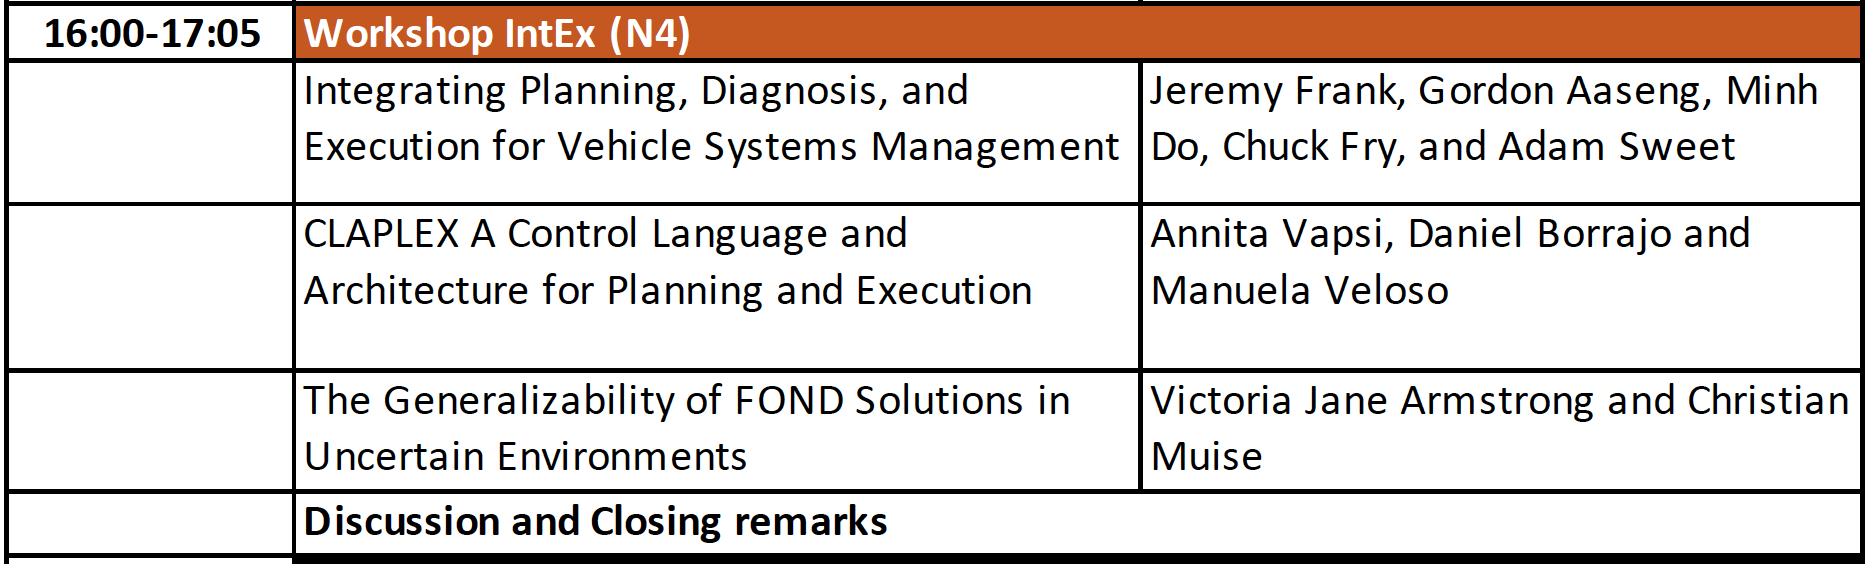 16:00-17:05 Workshop IntEx (N4)
Integrating Planning, Diagnosis, and
Execution for Vehicle Systems Management
Jeremy Frank, Gordon Aaseng, Minh
Do, Chuck Fry, and Adam Sweet
CLAPLEX A Control Language and
Architecture for Planning and Execution
Annita Vapsi, Daniel Borrajo and
Manuela Veloso
The Generalizability of FOND Solutions in
Uncertain Environments
Victoria Jane Armstrong and Christian
Muise
Discussion and Closing remarks